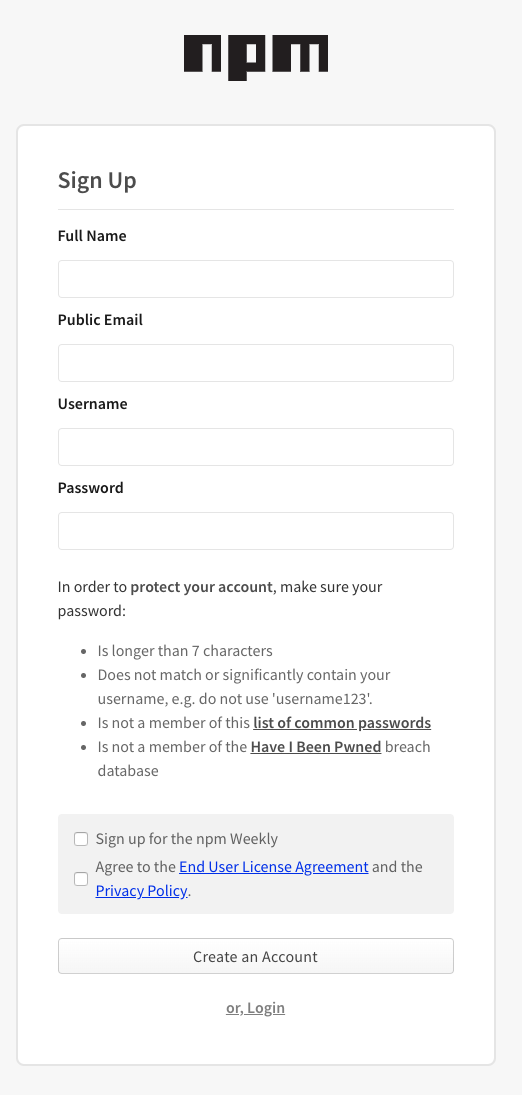 npm
Sign Up
Full Name
Public Email
Username
Password
In order to protect your account, make sure your
password:
• Is longer than 7 characters
• Does not match or significantly contain your
username, e.g. do not use 'username123'.
• Is not a member of this list of common passwords
• Is not a member of the Have I Been Pwned breach
database
Sign up for the npm Weekly
Agree to the End User License Agreement and the
Privacy Policy.
Create an Account
or, Login